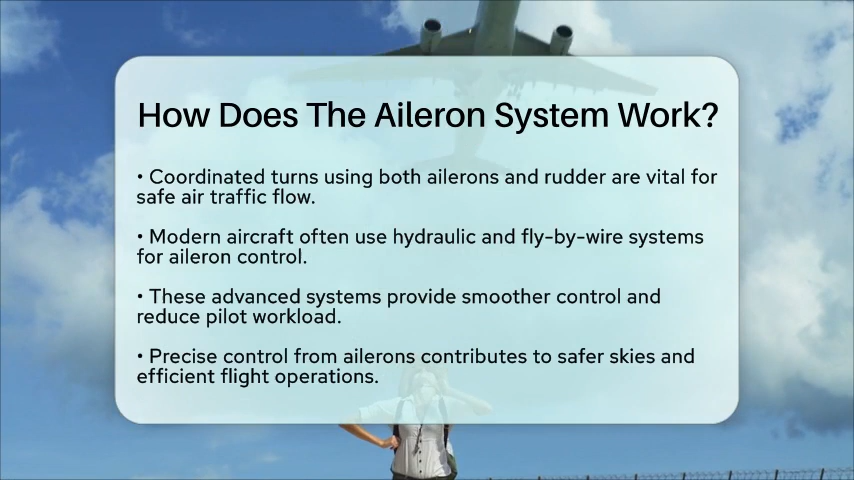 How Does The Aileron System Work?
• Coordinated turns using both ailerons and rudder are vital for
safe air traffic flow.
• Modern aircraft often use hydraulic and fly-by-wire systems
for aileron control.
• These advanced systems provide smoother control and
reduce pilot workload.
• Precise control from ailerons contributes to safer skies and
efficient flight operations.